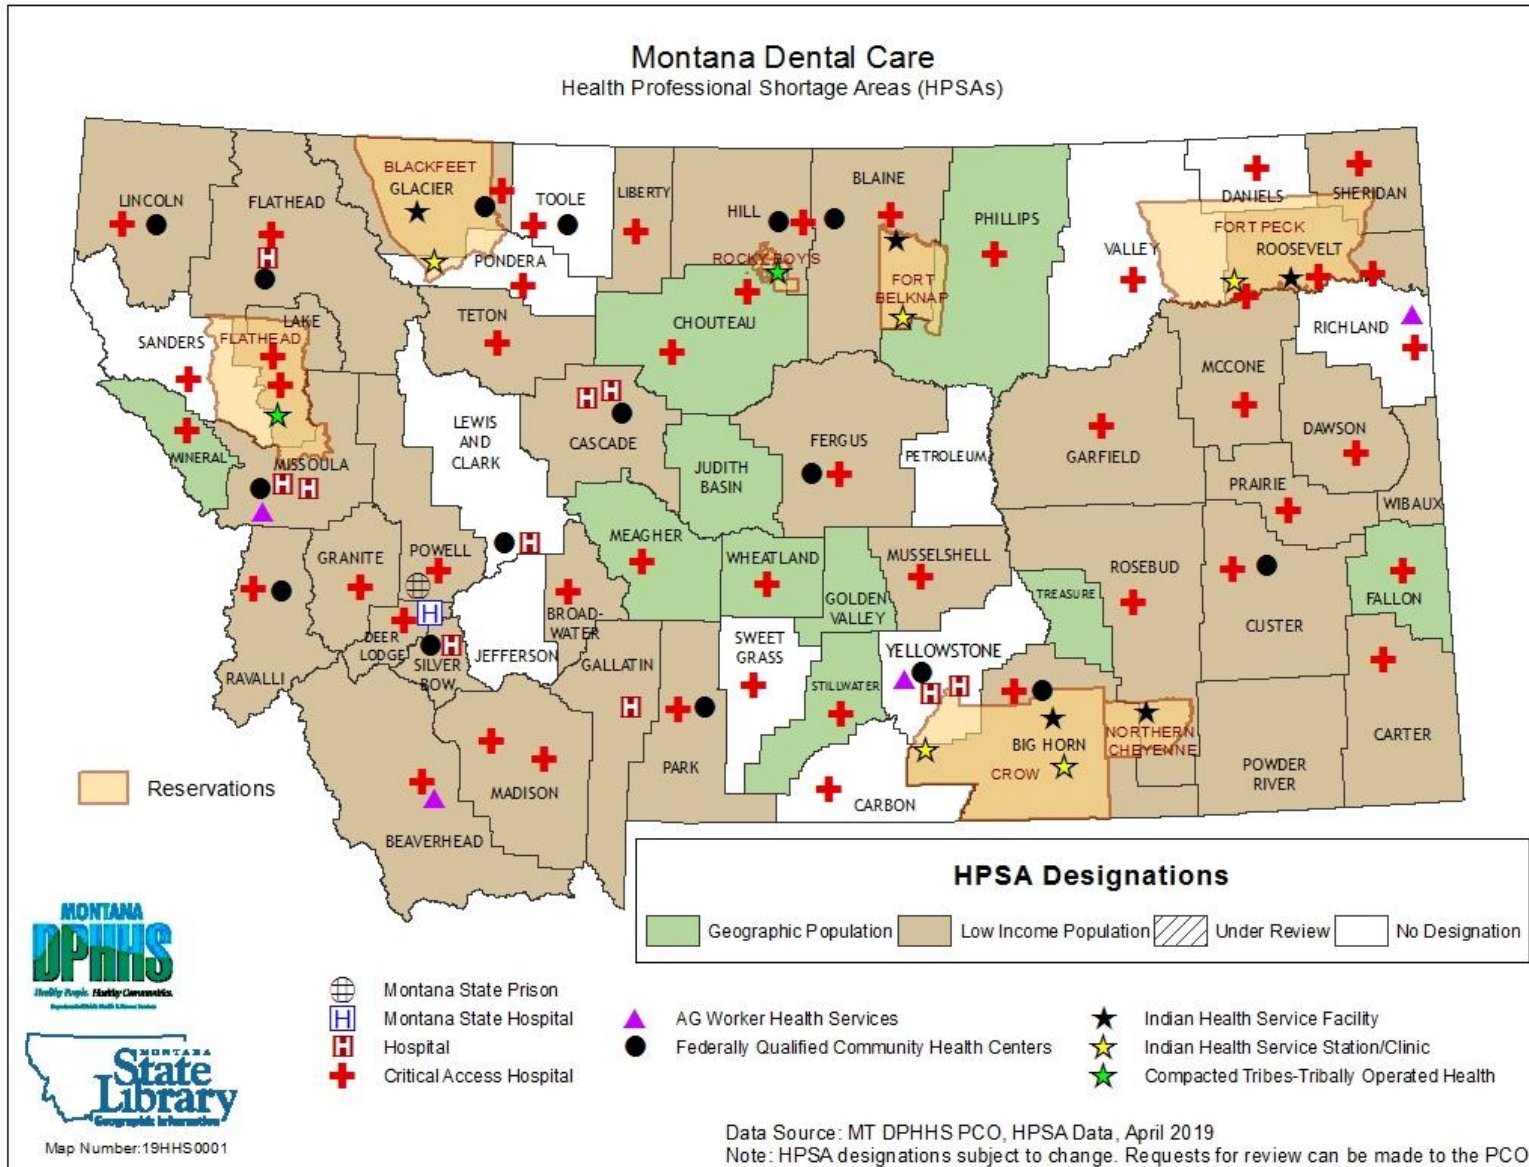 Montana Dental Care
Health Professional Shortage Areas (HPSAs)
LINCOLN
FLATHEAD
BLACKFEET
GLACIER
TOOLE
LIBERTY
HILL
BLAINE
PHILLIPS
VALLEY
DANIELS
SHERIDAN
FORT PECK
ROOSEVELT
PONDERA
ROCKY BOY'S
FORT
BELKNAP
CHOUTEAU
TETON
SANDERS
LAKE
FLATHEAD
RICHLAND
MCCONE
MINERAL
MISSOULA
LEWIS
AND
CLARK
CASCADE
JUDITH
BASIN
FERGUS
PETROLEUM
GARFIELD
DAWSON
PRAIRIE
WIBAUX
GRANITE
POWELL
MEAGHER
WHEATLAND
GOLDEN
VALLEY
MUSSELSHELL
TREASURE
ROSEBUD
CUSTER
FALLON
RAVALLI
DEER
LODGE
SILVER
BOW
JEFFERSON
BROAD-
WATER
GALLATIN
SWEET
GRASS
STILLWATER
YELLOWSTONE
BIG HORN
CROW
NORTHERN
CHEYENNE
POWDER
RIVER
CARTER
PARK
MADISON
BEAVERHEAD
CARBON
Reservations
HPSA Designations
Geographic Population
Low Income Population
Under Review
No Designation
MONTANA
DPHHS
Healthy People. Healthy Communities.
MONTANA
State
Library
Geographic Information
Map Number:19HHS0001
Montana State Prison
H Montana State Hospital
H Hospital
Critical Access Hospital
AG Worker Health Services
Federally Qualified Community Health Centers
Indian Health Service Facility
Indian Health Service Station/Clinic
Compacted Tribes-Tribally Operated Health
Data Source: MT DPHHS PCO, HPSA Data, April 2019
Note: HPSA designations subject to change. Requests for review can be made to the PCO